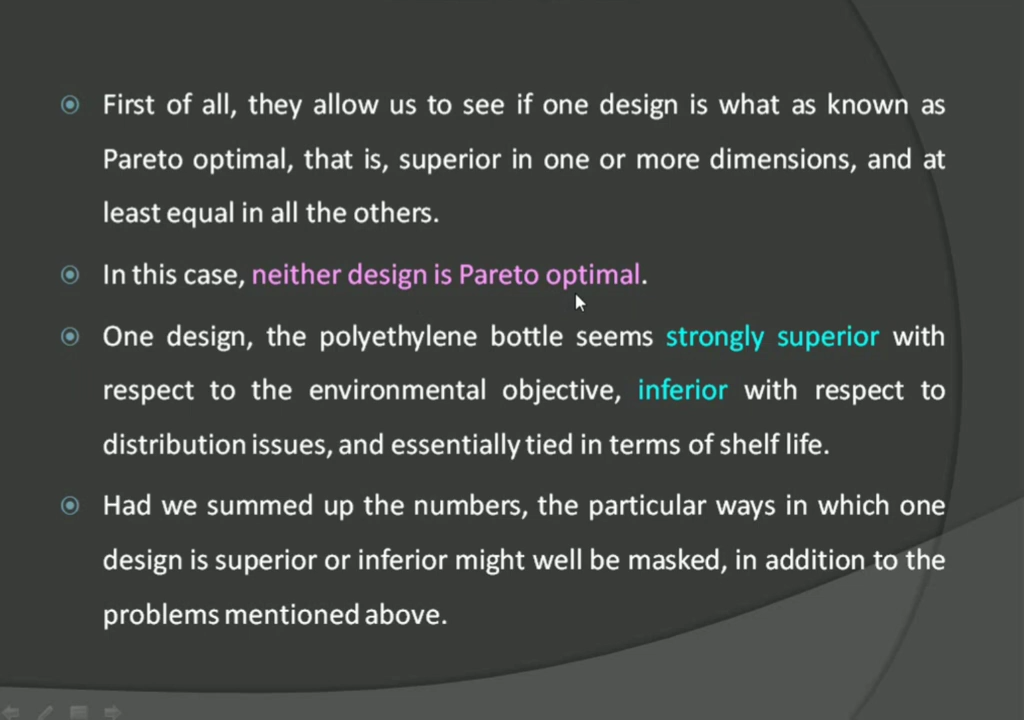 First of all, they allow us to see if one design is what as known as
Pareto optimal, that is, superior in one or more dimensions, and at
least equal in all the others.
In this case, neither design is Pareto optimal.
One design, the polyethylene bottle seems strongly superior with
respect to the environmental objective, inferior with respect to
distribution issues, and essentially tied in terms of shelf life.
Had we summed up the numbers, the particular ways in which one
design is superior or inferior might well be masked, in addition to the
problems mentioned above.